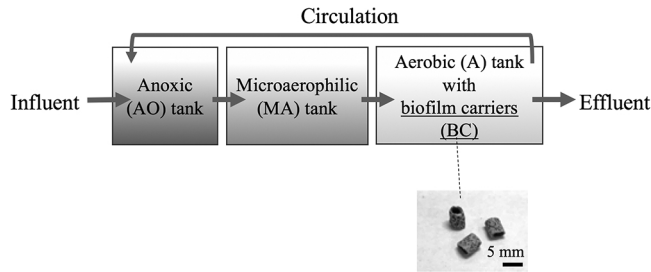 Circulation
Influent
Anoxic
(AO) tank
Microaerophilic
(MA) tank
Aerobic (A) tank
with
biofilm carriers
(BC)
Effluent
5 mm